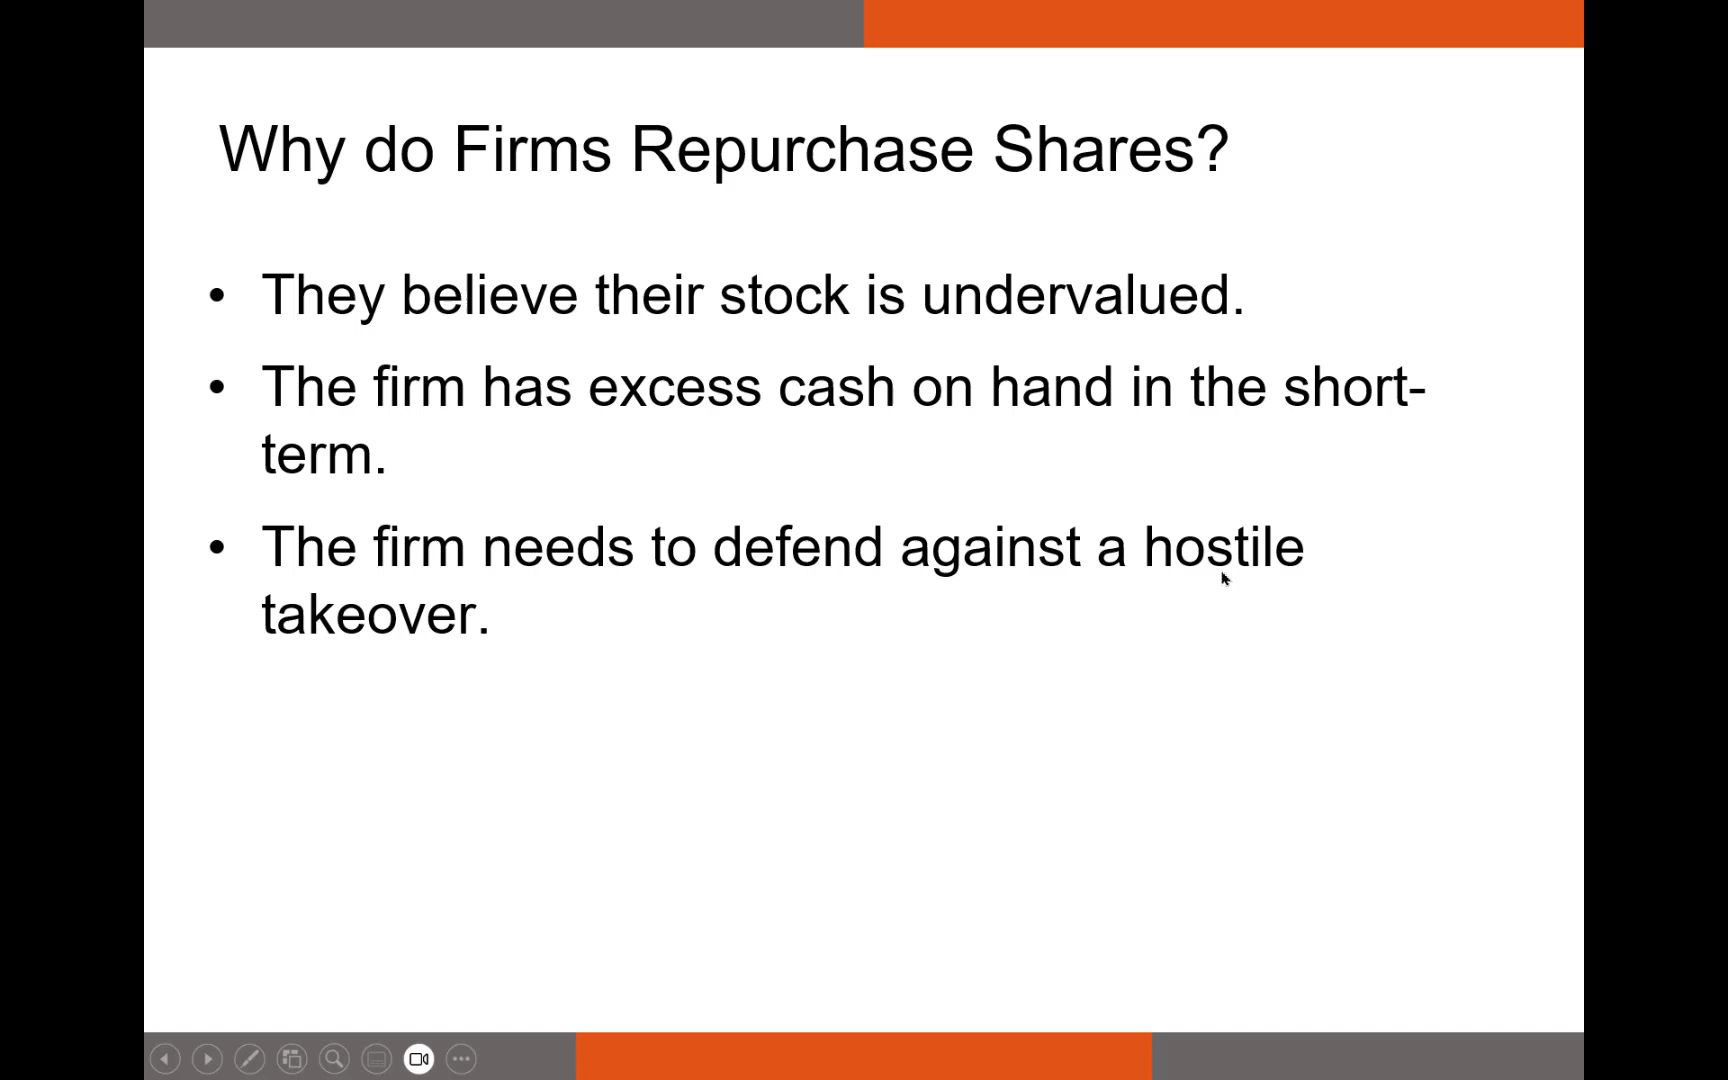 Why do Firms Repurchase Shares?
• They believe their stock is undervalued.
• The firm has excess cash on hand in the short-
term.
• The firm needs to defend against a hostile
takeover.